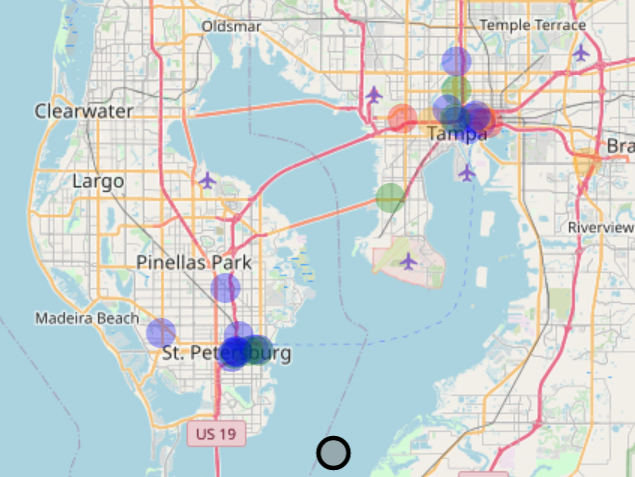 Oldsmar
Temple Terrace
Clearwater
Tampa
Bra
Largo
Riverview
Pinellas Park
Madeira Beach
St. Petersburg
US 19